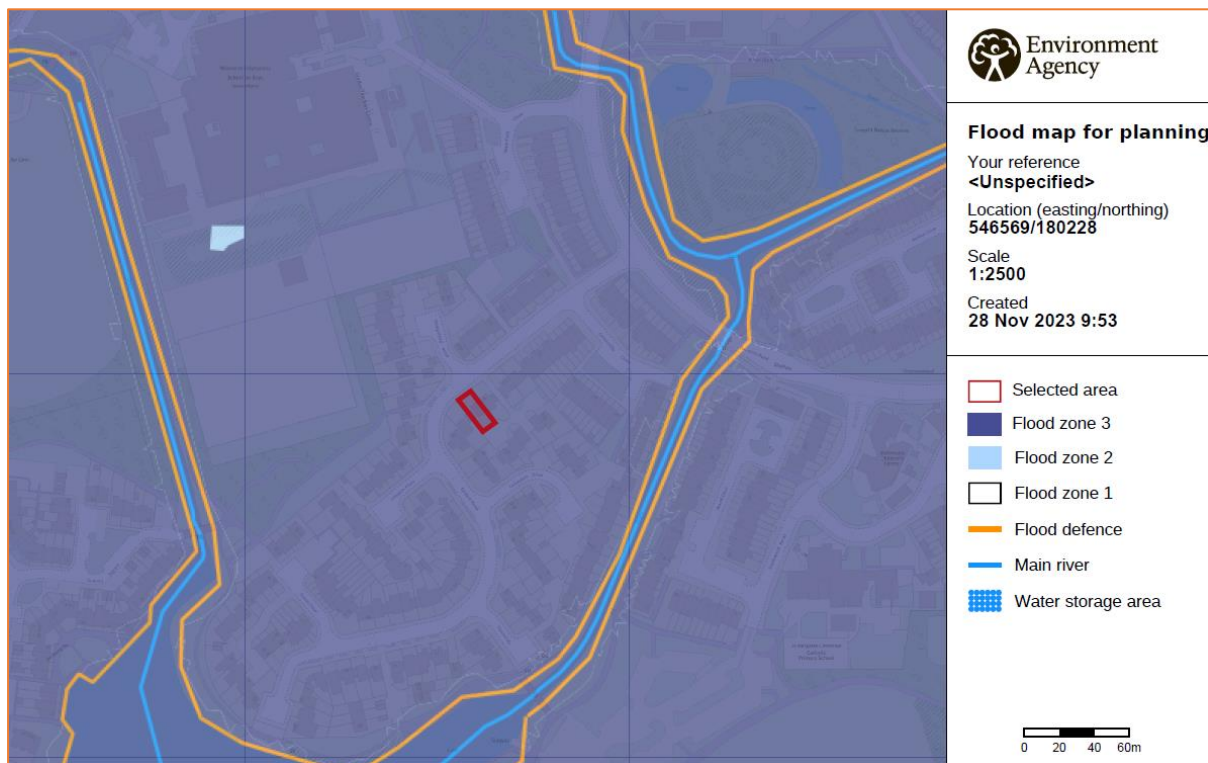 Environment
Agency
Flood map for planning
Your reference
<Unspecified>
Location (easting/northing)
546569/180228
Scale
1:2500
Created
28 Nov 2023 9:53
Selected area
Flood zone 3
Flood zone 2
Flood zone 1
Flood defence
Main river
Water storage area
0 20 40 60m